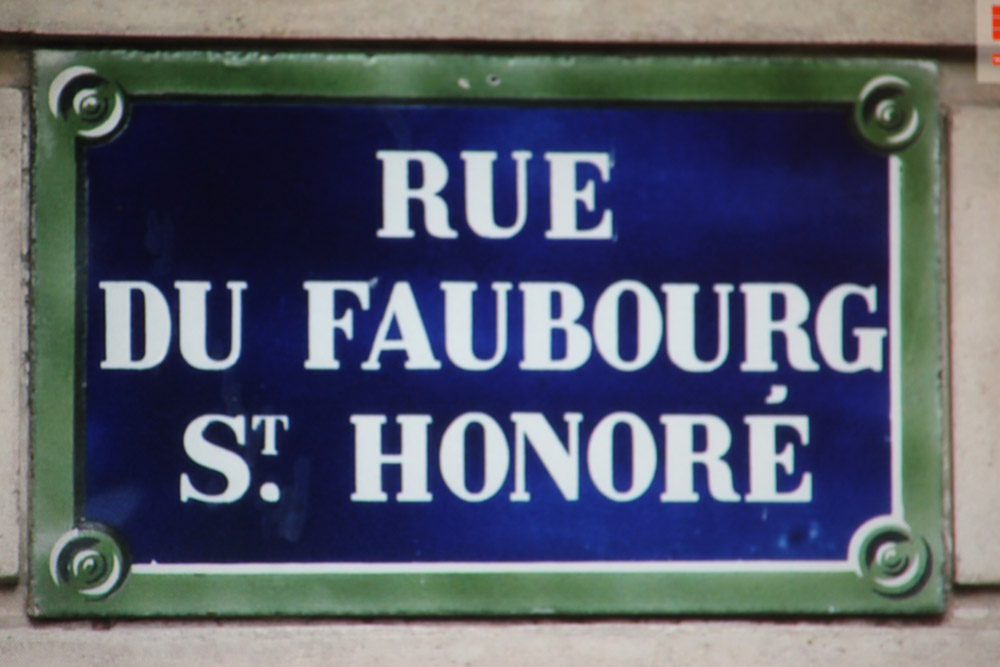 RUE
DU FAUBOURG
ST. HONORÉ